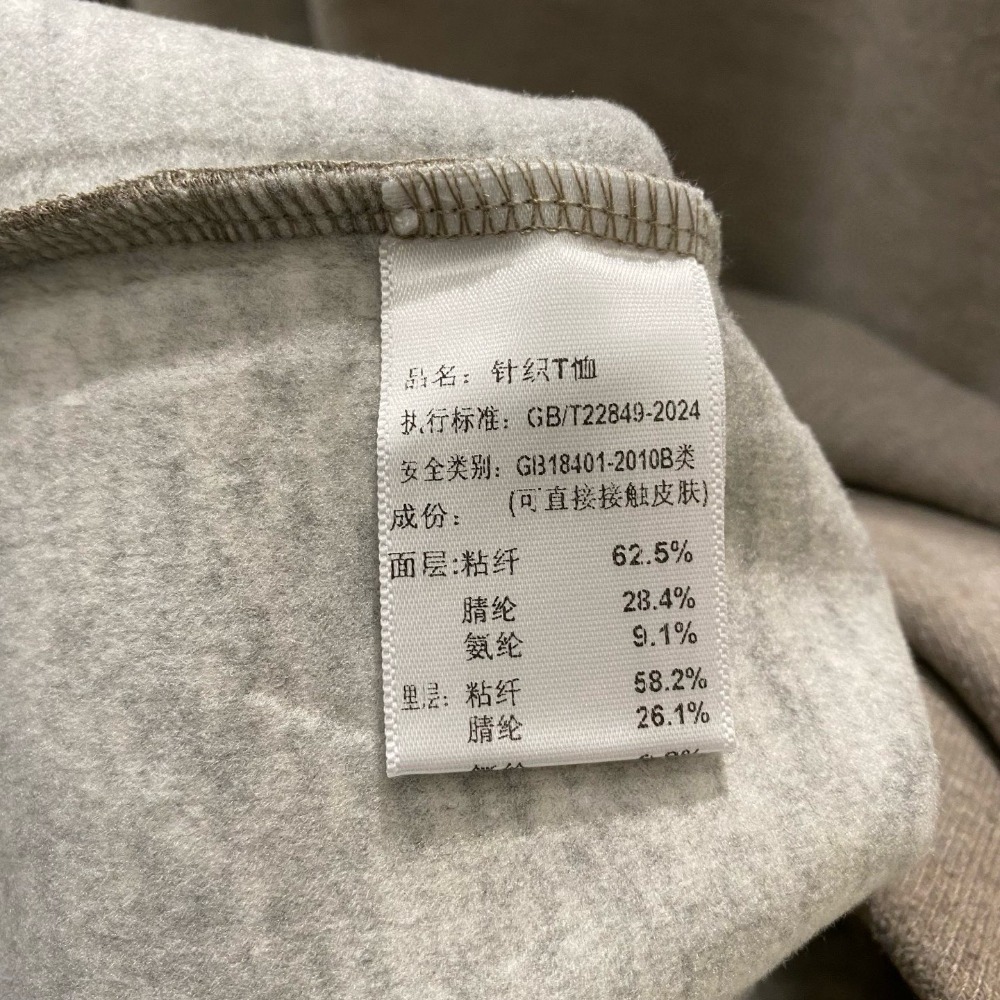 品名：针织T恤
执行标准：GB/T22849-2024
安全类别：GB18401-2010B类
(可直接接触皮肤)
成份：
面层:粘纤 62.5%
腈纶 28.4%
氨纶 9.1%
里层：粘纤 58.2%
腈纶 26.1%